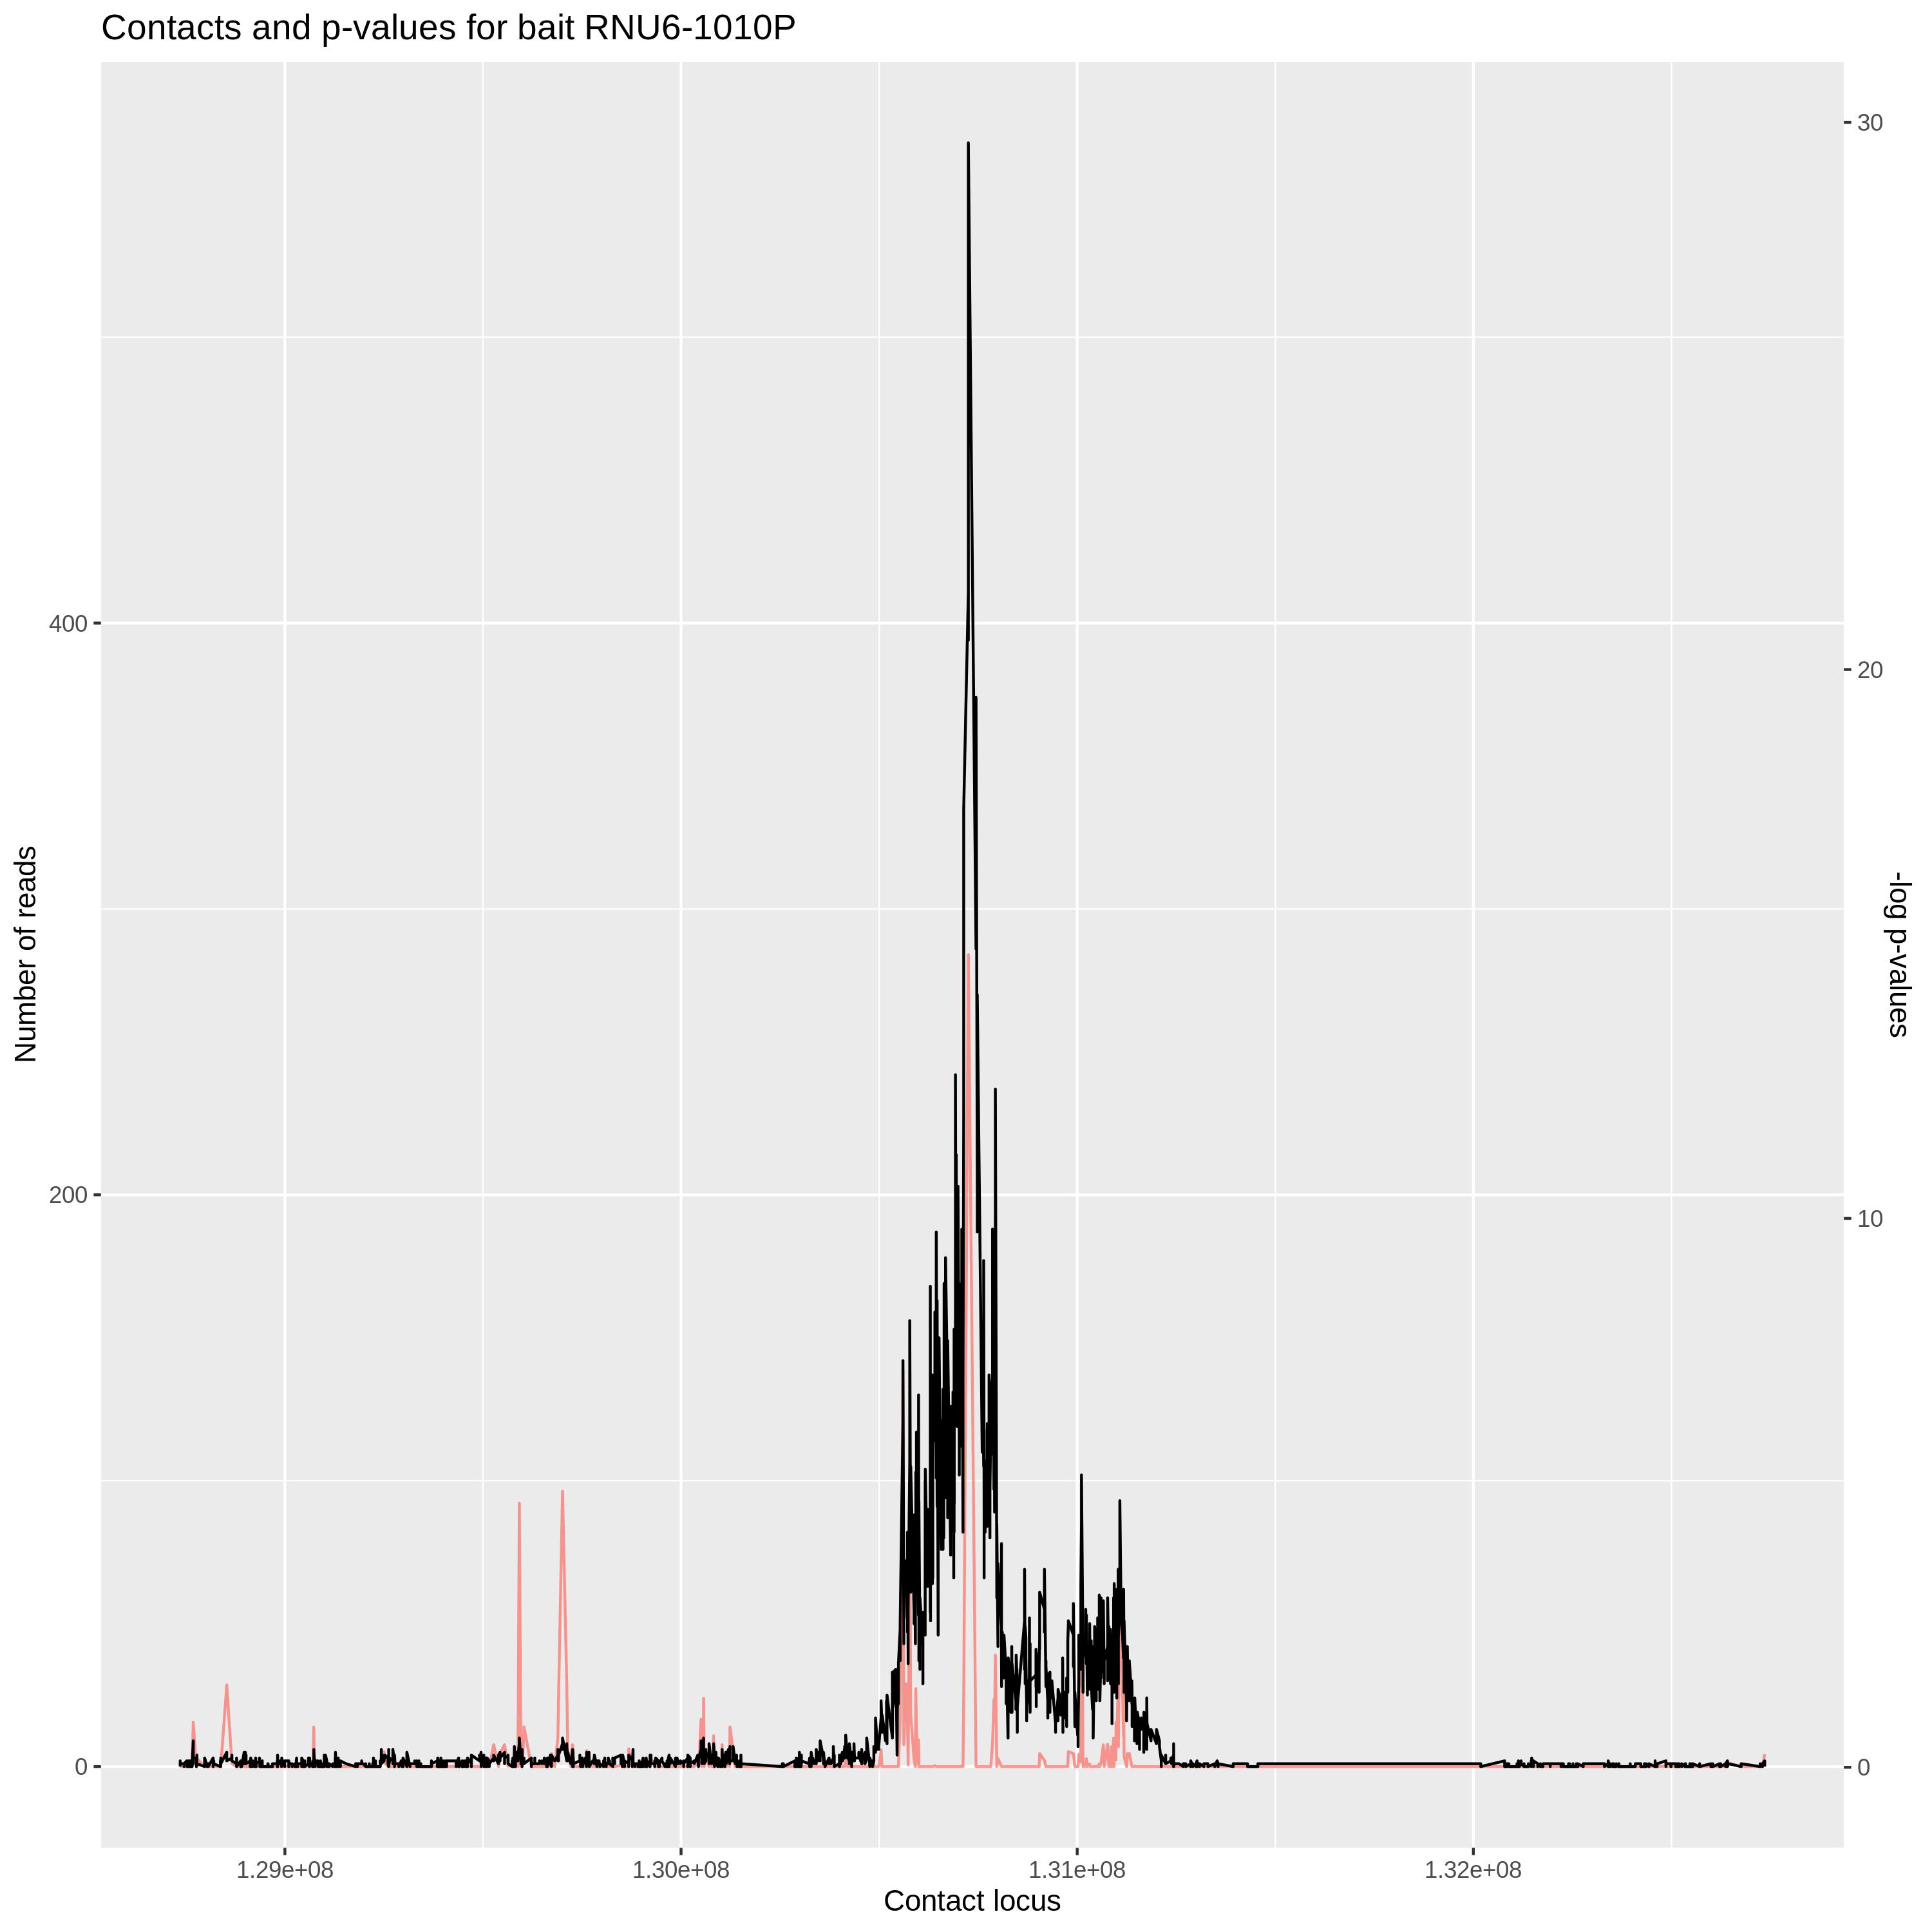 Contacts and p-values for bait RNU6-1010P
30
400
20
Number of reads
-log p-values
200
10
0
0
1.29e+08
1.30e+08
1.31e+08
1.32e+08
Contact locus